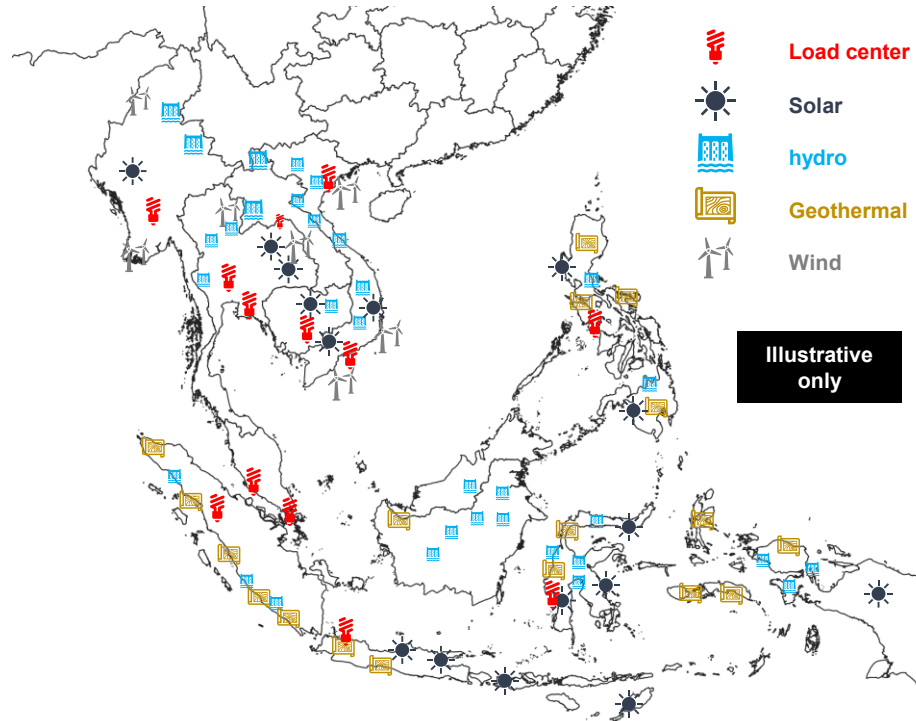 Load center
Solar
hydro
Geothermal
Wind
Illustrative
only